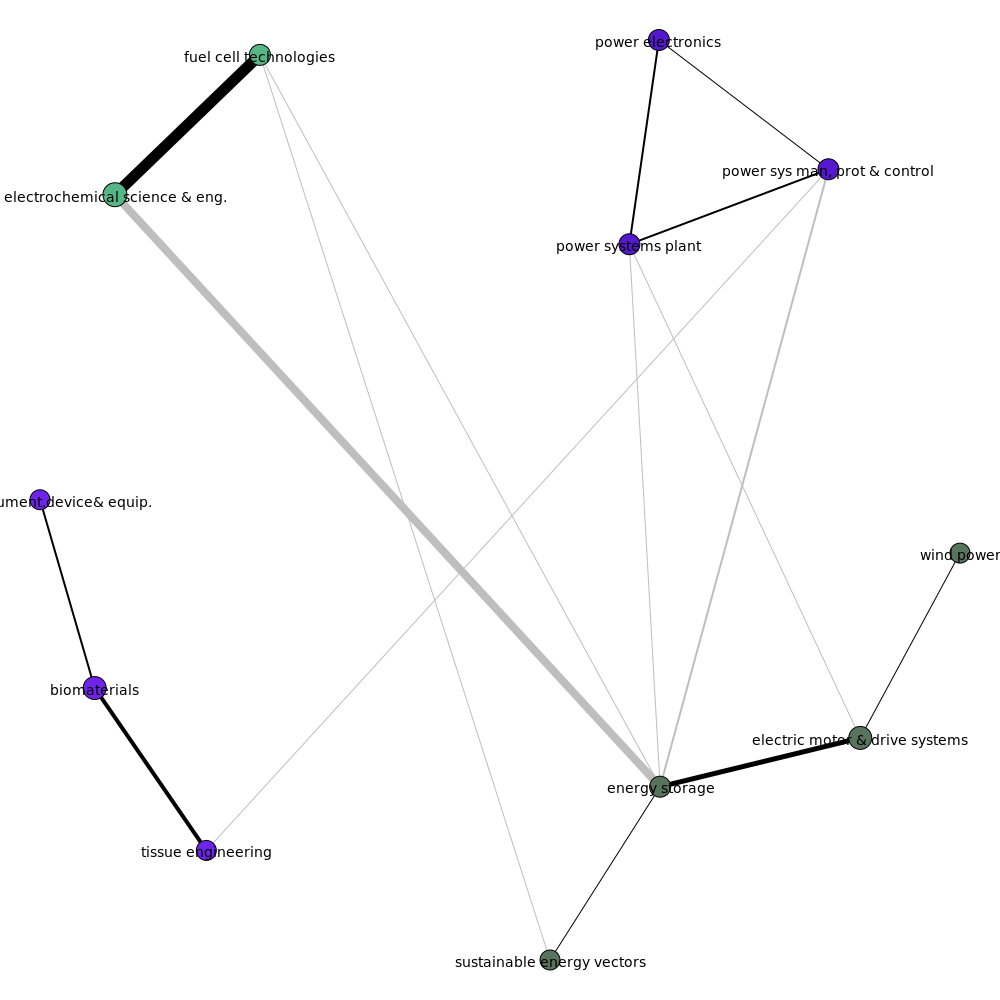 power electronics
fuel cell technologies
power sys man, prot & control
electrochemical science & eng.
power systems plant
device& equip.
wind power
biomaterials
electric motor & drive systems
energy storage
tissue engineering
sustainable energy vectors